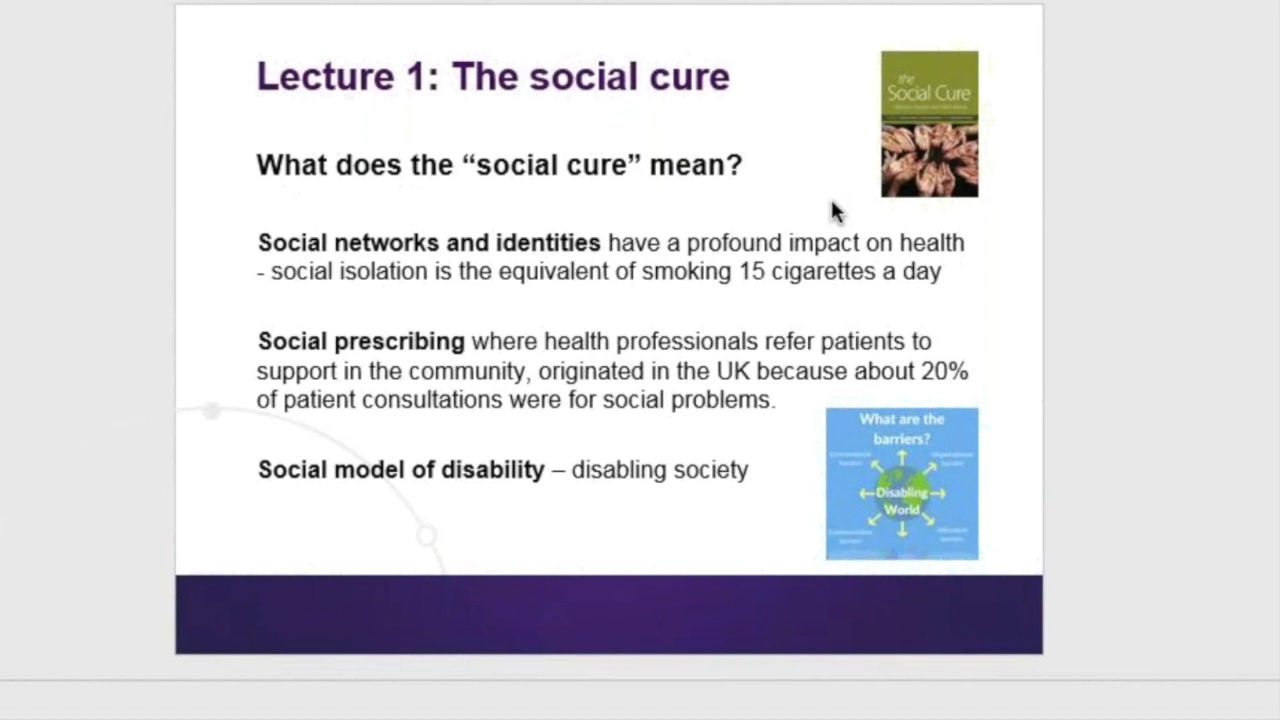 Lecture 1: The social cure
the
Social Cure
What does the “social cure” mean?
Social networks and identities have a profound impact on health
- social isolation is the equivalent of smoking 15 cigarettes a day
Social prescribing where health professionals refer patients to
support in the community, originated in the UK because about 20%
of patient consultations were for social problems.
Social model of disability – disabling society
What are the
barriers?
Disabling
World